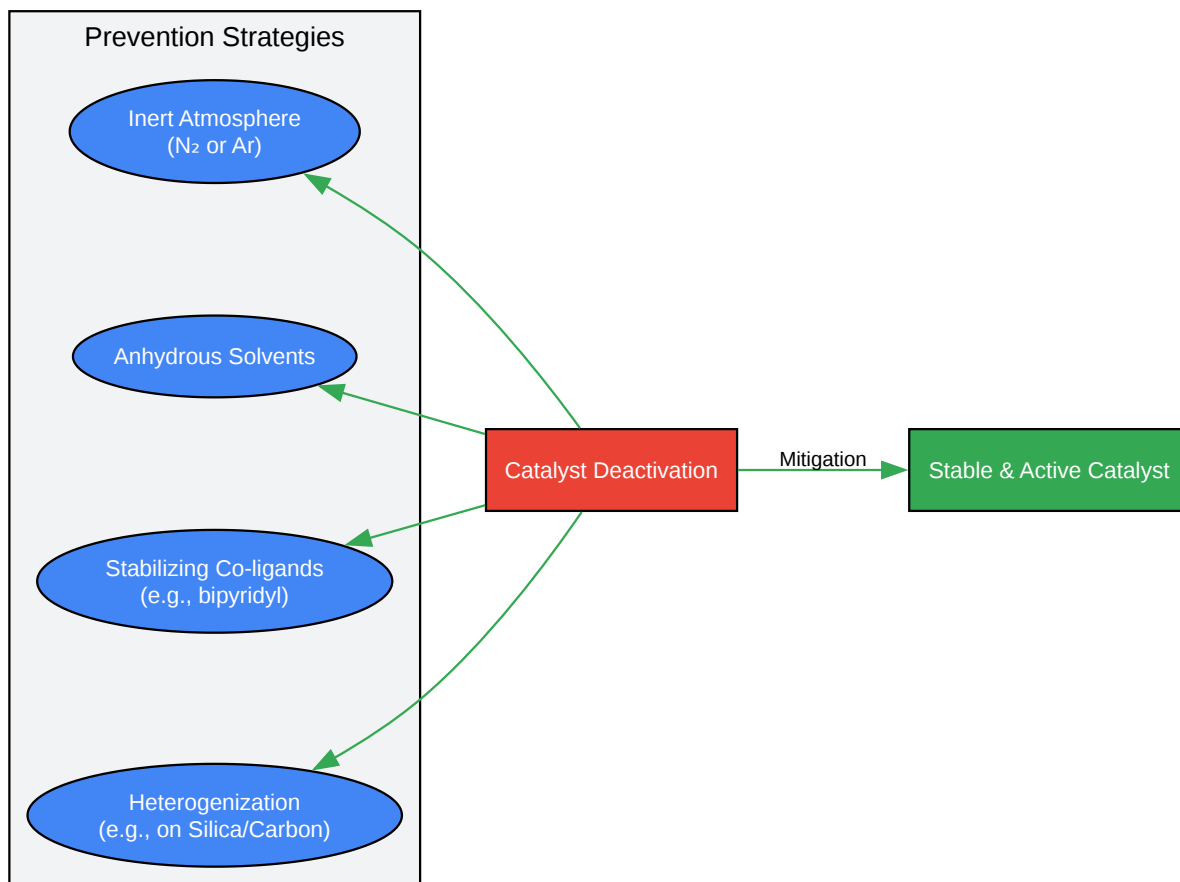 Prevention Strategies
Inert Atmosphere
(N₂ or Ar)
Anhydrous Solvents
Stabilizing Co-ligands
(e.g., bipyridyl)
Heterogenization
(e.g., on Silica/Carbon)
Catalyst Deactivation
Mitigation
Stable & Active Catalyst